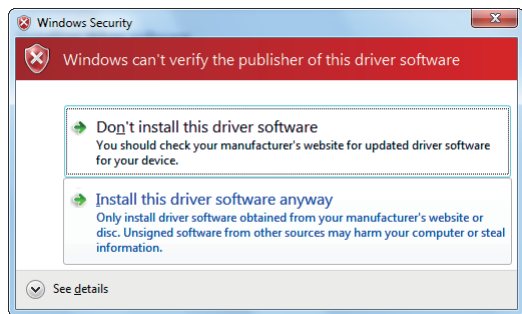 Windows Security
Windows can't verify the publisher of this driver software
Don't install this driver software
You should check your manufacturer's website for updated driver software
for your device.
Install this driver software anyway
Only install driver software obtained from your manufacturer's website or
disc. Unsigned software from other sources may harm your computer or steal
information.
See details